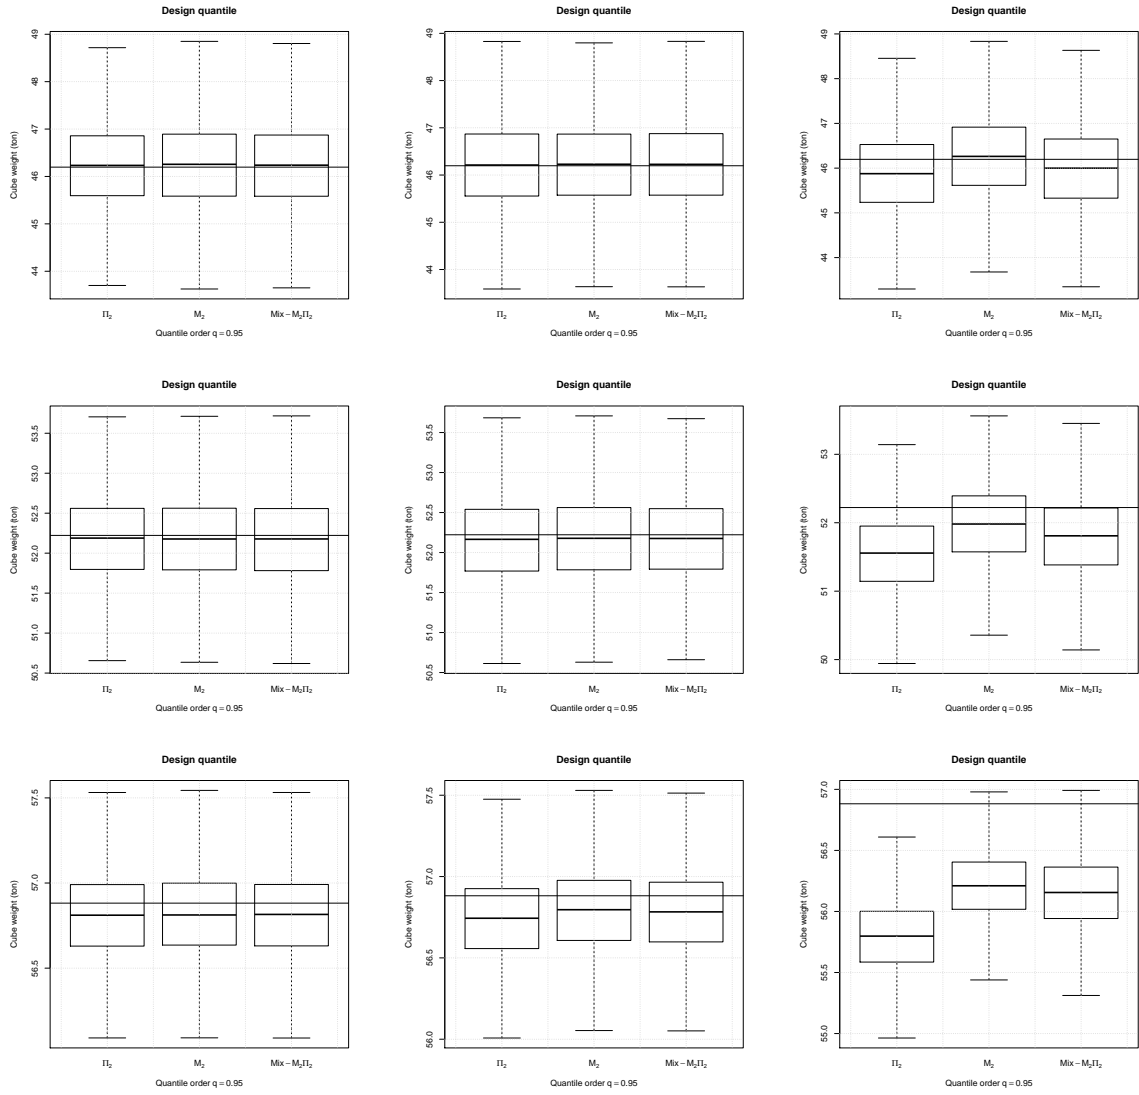 Design quantile
Cube weight (ton)
49
48
47
46
45
44
Π₂ M₂ Mix − M₂Π₂
Quantile order q = 0.95
Design quantile
Cube weight (ton)
49
48
47
46
45
44
Π₂ M₂ Mix − M₂Π₂
Quantile order q = 0.95
Design quantile
Cube weight (ton)
49
48
47
46
45
44
Π₂ M₂ Mix − M₂Π₂
Quantile order q = 0.95
Design quantile
Cube weight (ton)
53.5
53.0
52.5
52.0
51.5
51.0
50.5
Π₂ M₂ Mix − M₂Π₂
Quantile order q = 0.95
Design quantile
Cube weight (ton)
53.5
53.0
52.5
52.0
51.5
51.0
50.5
Π₂ M₂ Mix − M₂Π₂
Quantile order q = 0.95
Design quantile
Cube weight (ton)
53
52
51
50
Π₂ M₂ Mix − M₂Π₂
Quantile order q = 0.95
Design quantile
Cube weight (ton)
57.5
57.0
56.5
Π₂ M₂ Mix − M₂Π₂
Quantile order q = 0.95
Design quantile
Cube weight (ton)
57.5
57.0
56.5
56.0
Π₂ M₂ Mix − M₂Π₂
Quantile order q = 0.95
Design quantile
Cube weight (ton)
57.0
56.5
56.0
55.5
55.0
Π₂ M₂ Mix − M₂Π₂
Quantile order q = 0.95